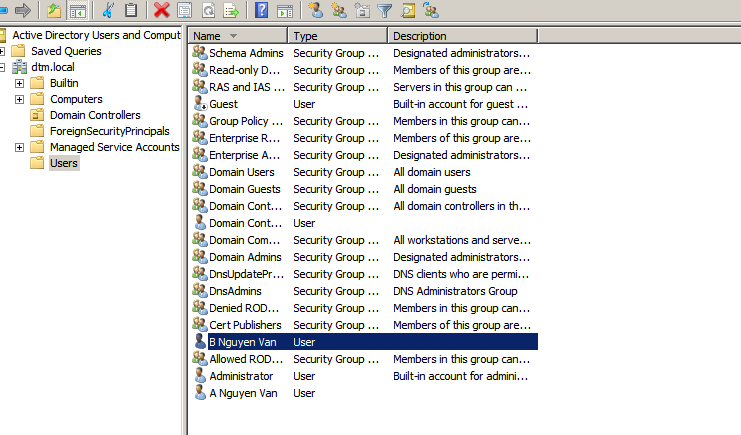 Active Directory Users and Comput
Saved Queries
dtm.local
Builtin
Computers
Domain Controllers
ForeignSecurityPrincipals
Managed Service Accounts
Users
Name Type Description
Schema Admins Security Group ... Designated administrators...
Read-only D... Security Group ... Members of this group are...
RAS and IAS ... Security Group ... Servers in this group can ...
Guest User Built-in account for guest ...
Group Policy ... Security Group ... Members in this group can...
Enterprise R... Security Group ... Members of this group are...
Enterprise A... Security Group ... Designated administrators...
Domain Users Security Group ... All domain users
Domain Guests Security Group ... All domain guests
Domain Cont... Security Group ... All domain controllers in th...
Domain Cont... User
Domain Com... Security Group ... All workstations and serve...
Domain Admins Security Group ... Designated administrators...
DnsUpdatePr... Security Group ... DNS clients who are permi...
DnsAdmins Security Group ... DNS Administrators Group
Denied ROD... Security Group ... Members in this group can...
Cert Publishers Security Group ... Members of this group are...
B Nguyen Van User
Allowed ROD... Security Group ... Members in this group can...
Administrator User Built-in account for admini...
A Nguyen Van User